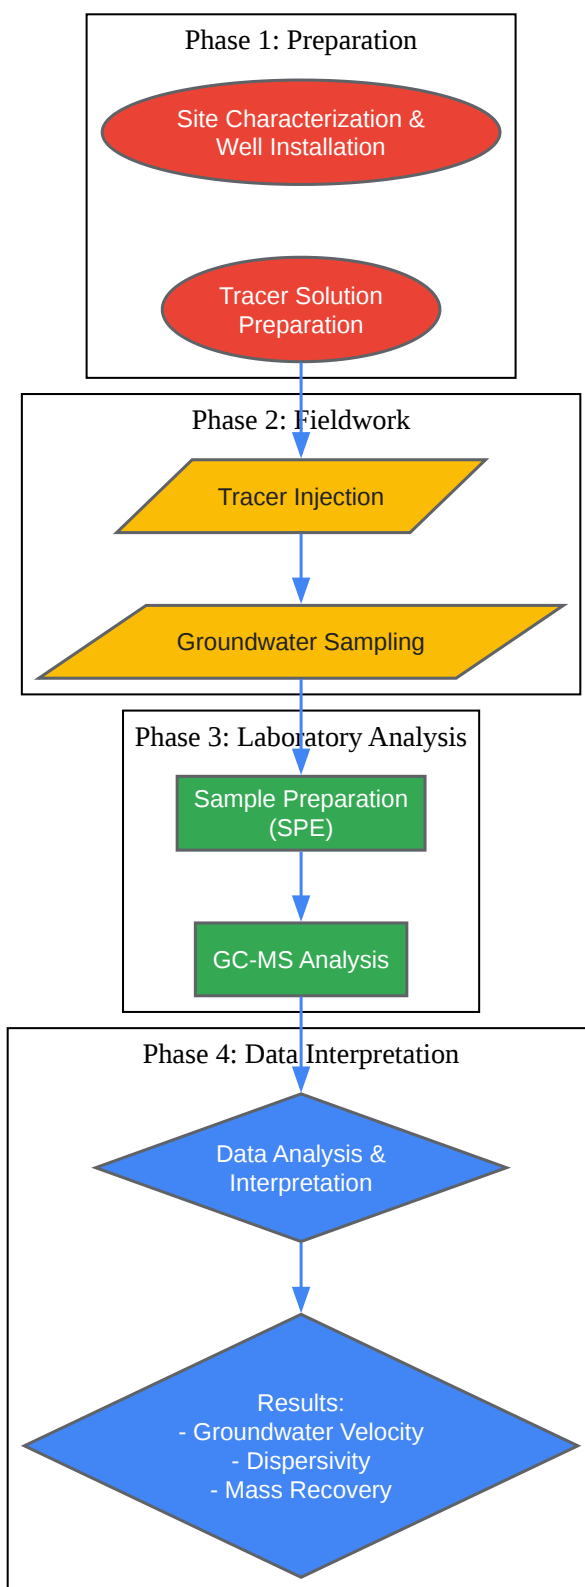 Phase 1: Preparation
Site Characterization &
Well Installation
Tracer Solution
Preparation
Phase 2: Fieldwork
Tracer Injection
Groundwater Sampling
Phase 3: Laboratory Analysis
Sample Preparation
(SPE)
GC-MS Analysis
Phase 4: Data Interpretation
Data Analysis &
Interpretation
Results:
- Groundwater Velocity
- Dispersivity
- Mass Recovery